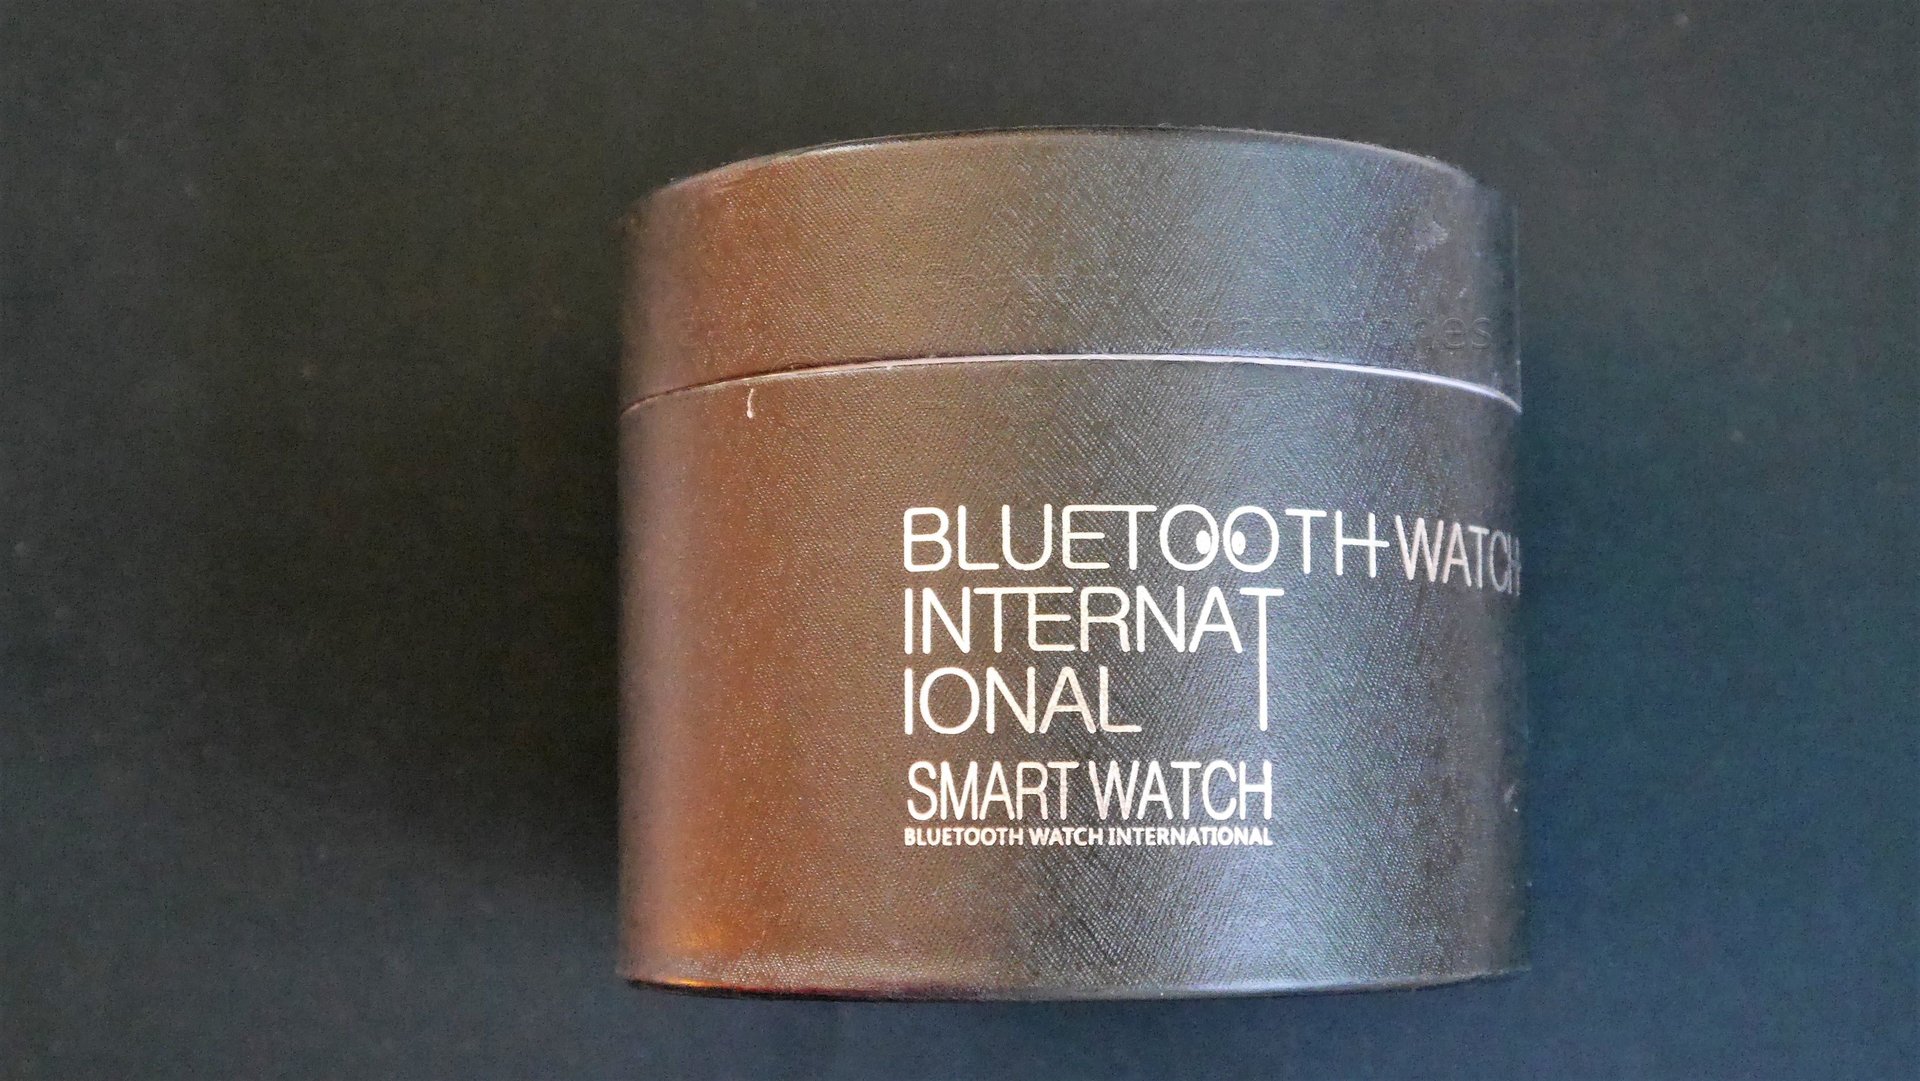 BLUETOOTH WATCH
INTERNAT
IONAL
SMART WATCH
BLUETOOTH WATCH INTERNATIONAL